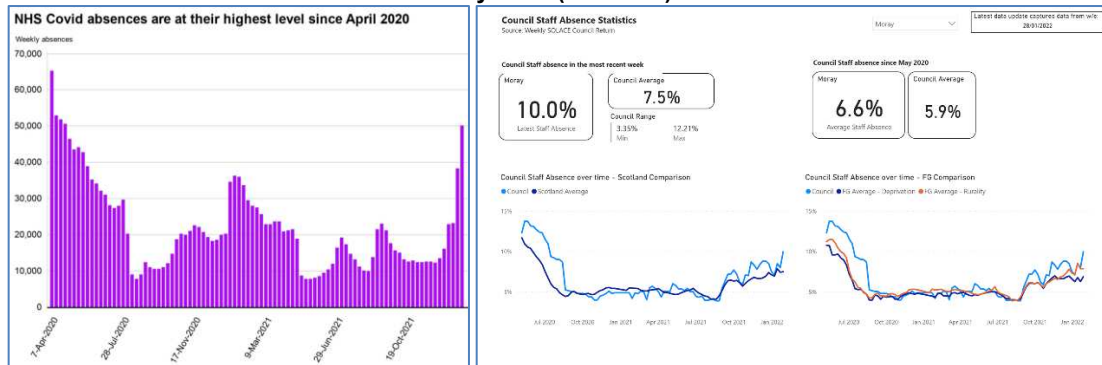 NHS Covid absences are at their highest level since April 2020
Weekly absences
70,000
60,000
50,000
40,000
30,000
20,000
10,000
0
7-Apr-2020
28-Jul-2020
17-Nov-2020
9-Mar-2021
29-Jun-2021
19-Oct-2021
Council Staff Absence Statistics
Source: Weekly SOLACE Council Return
Moray
Latest data update captures data from w/e:
28/01/2022
Council Staff absence in the most recent week
Moray
10.0%
Latest Staff Absence
Council Average
7.5%
Council Range
3.35%
Min
12.21%
Max
Council Staff absence since May 2020
Moray
6.6%
Average Staff Absence
Council Average
5.9%
Council Staff Absence over time - Scotland Comparison
Council Scotland Average
10%
5%
Jul 2020
Oct 2020
Jan 2021
Apr 2021
Jul 2021
Oct 2021
Jan 2022
Council Staff Absence over time - FG Comparison
Council FG Average - Deprivation FG Average - Rurality
15%
10%
5%
Jul 2020
Oct 2020
Jan 2021
Apr 2021
Jul 2021
Oct 2021
Jan 2022